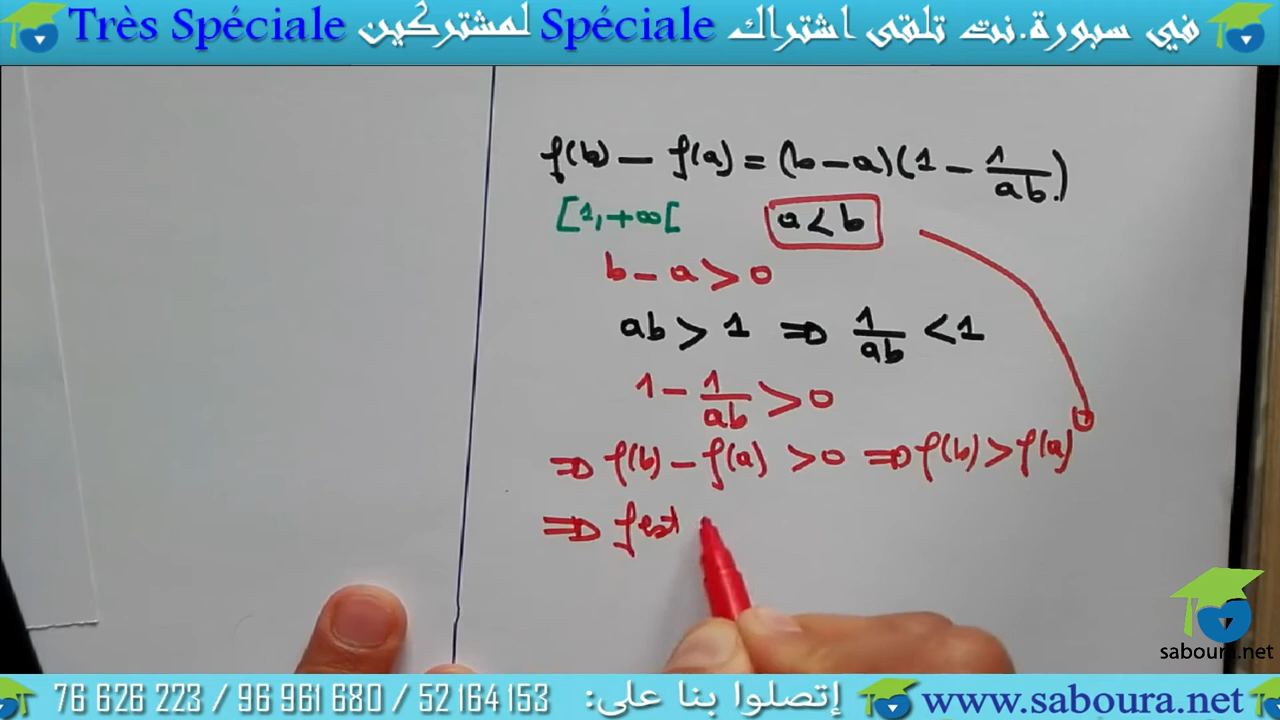 في سبورة.نت تلقى اشتراك Spéciale لمشتركين Très Spéciale
f(b) − f(a) = (b − a)(1 − 1/ab)
[1, +∞[ a < b
b − a > 0
ab > 1 ⇒ 1/ab < 1
1 − 1/ab > 0
⇒ f(b) − f(a) > 0 ⇒ f(b) > f(a)
⇒ f est
saboura.net
www.saboura.net إتصلوا بنا على: 76 626 223 / 96 961 680 / 52 164 153